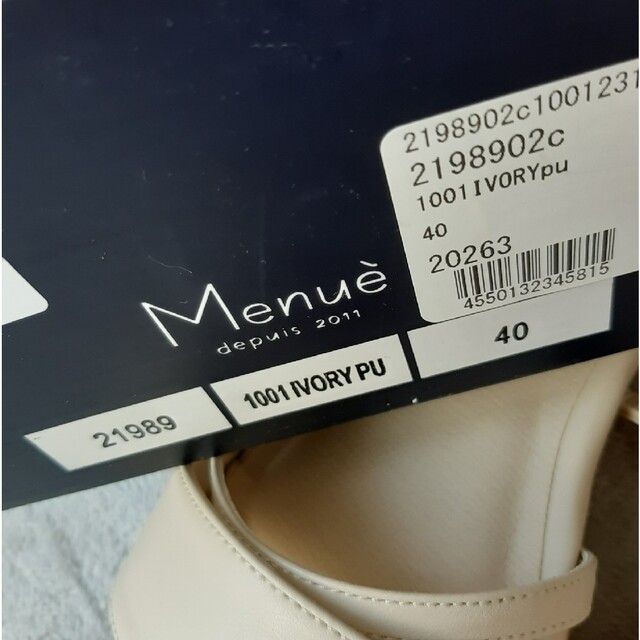 2198902c1001231
2198902c
1001IVORYpu
40
20263
4550132345815
Menuè
depuis 2011
21989
1001 IVORY PU
40